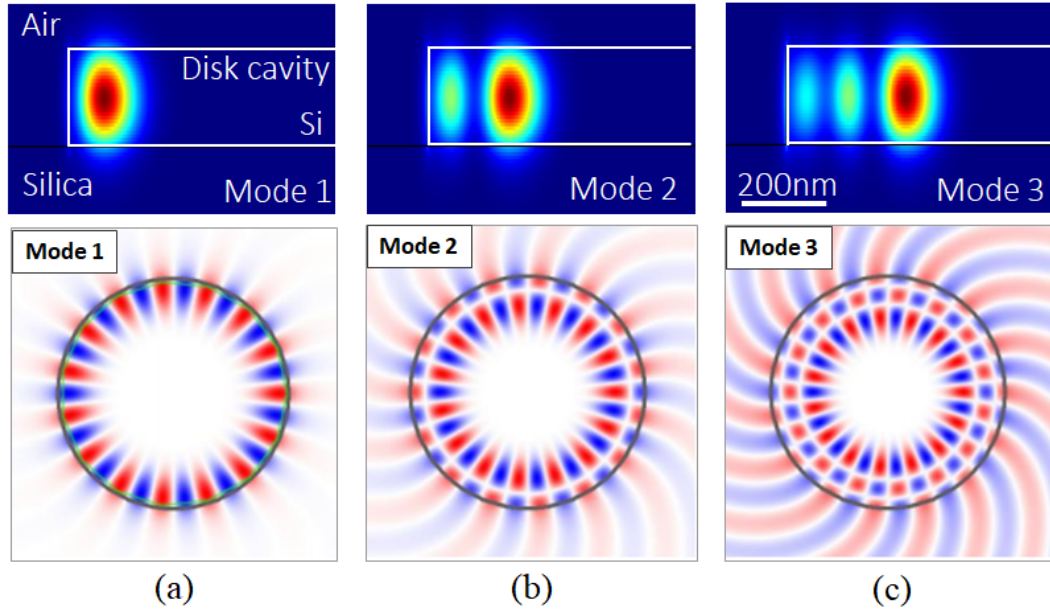 Air
Disk cavity
Si
Silica
Mode 1
Mode 2
200nm
Mode 3
Mode 1
Mode 2
Mode 3
(a)
(b)
(c)